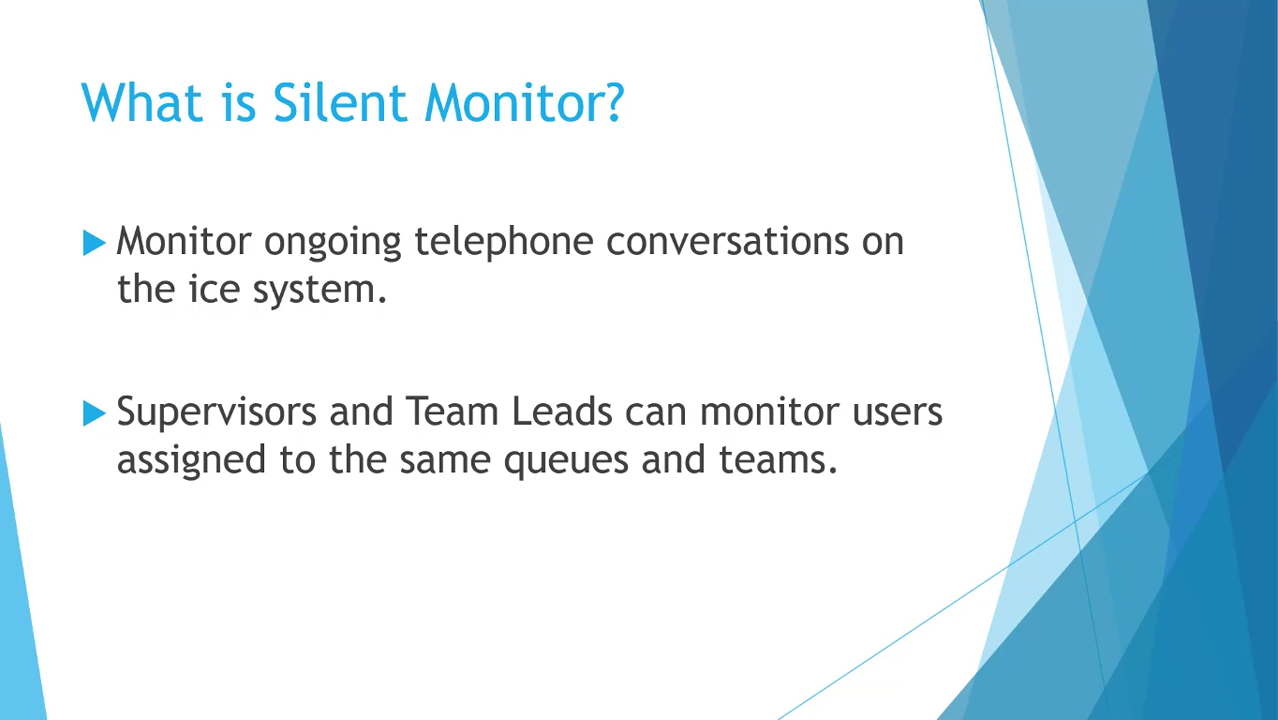 What is Silent Monitor?
Monitor ongoing telephone conversations on
the ice system.
Supervisors and Team Leads can monitor users
assigned to the same queues and teams.